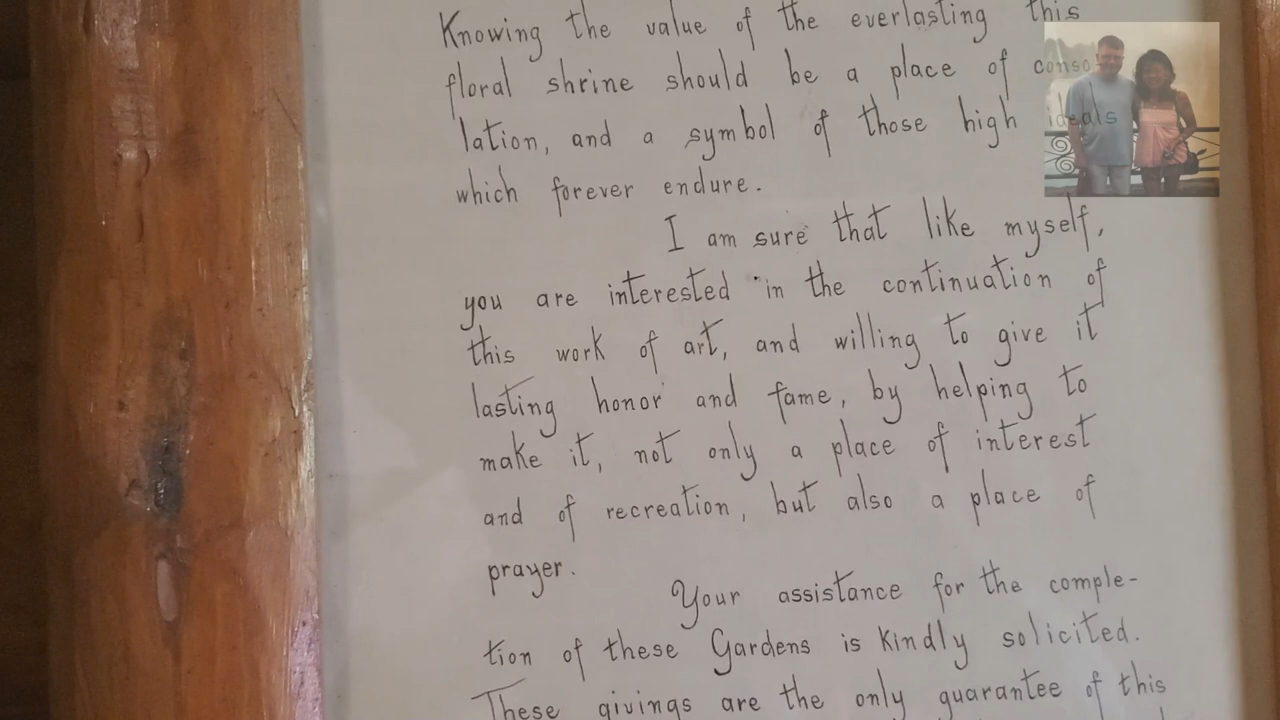 Knowing the value of the everlasting this
floral shrine should be a place of conso
lation, and a symbol of those high ideals
which forever endure.
I am sure that like myself,
you are interested in the continuation of
this work of art, and willing to give it
lasting honor and fame, by helping to
make it, not only a place of interest
and of recreation, but also a place of
prayer.
Your assistance for the comple-
tion of these Gardens is kindly solicited.
These givings are the only guarantee of this